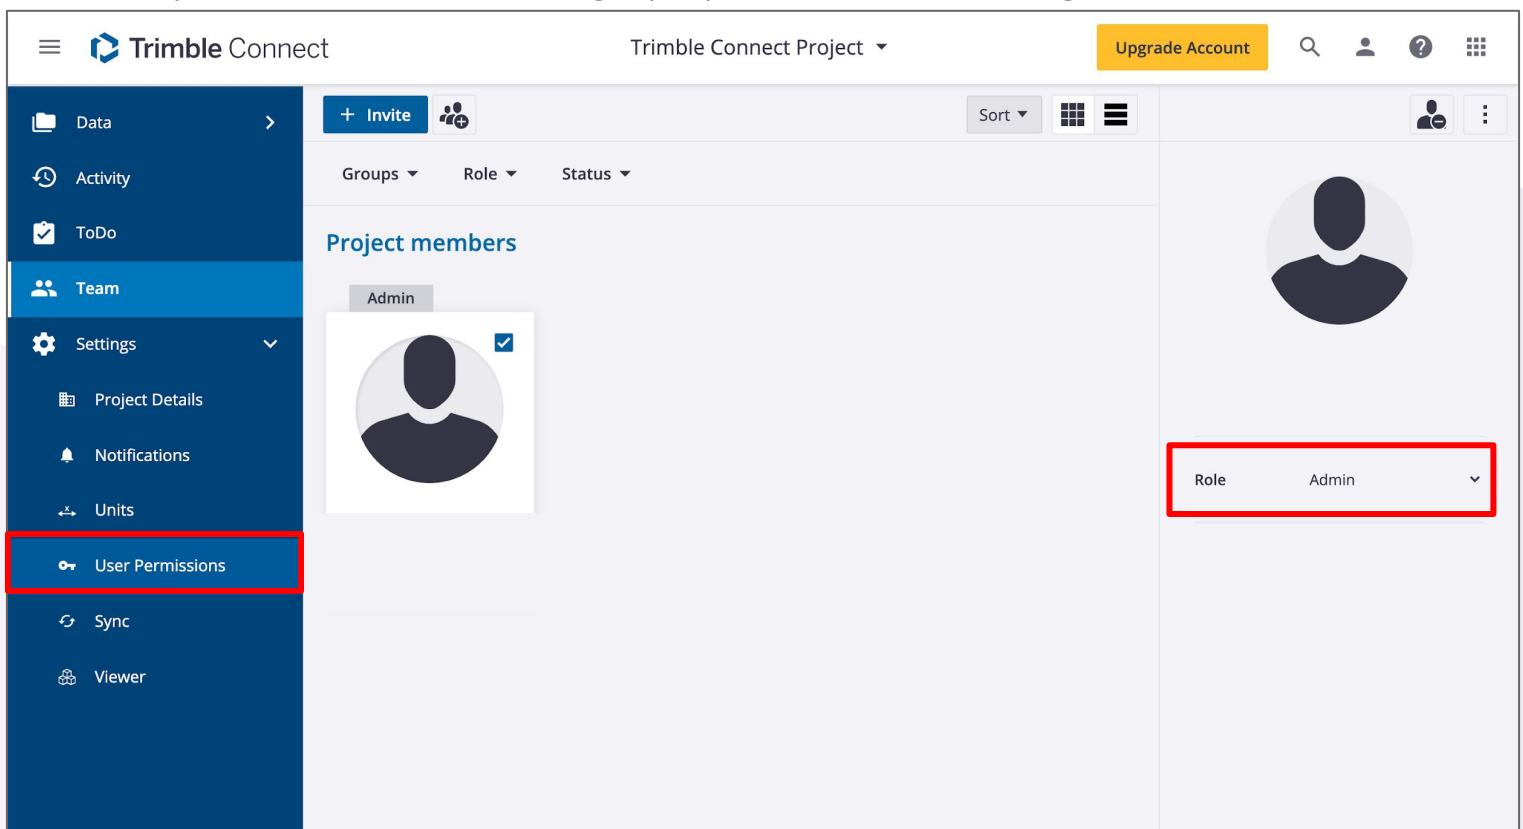 Trimble Connect
Trimble Connect Project
Upgrade Account
Data
Activity
ToDo
Team
Settings
Project Details
Notifications
Units
User Permissions
Sync
Viewer
+ Invite
Sort
Groups
Role
Status
Project members
Admin
Role Admin